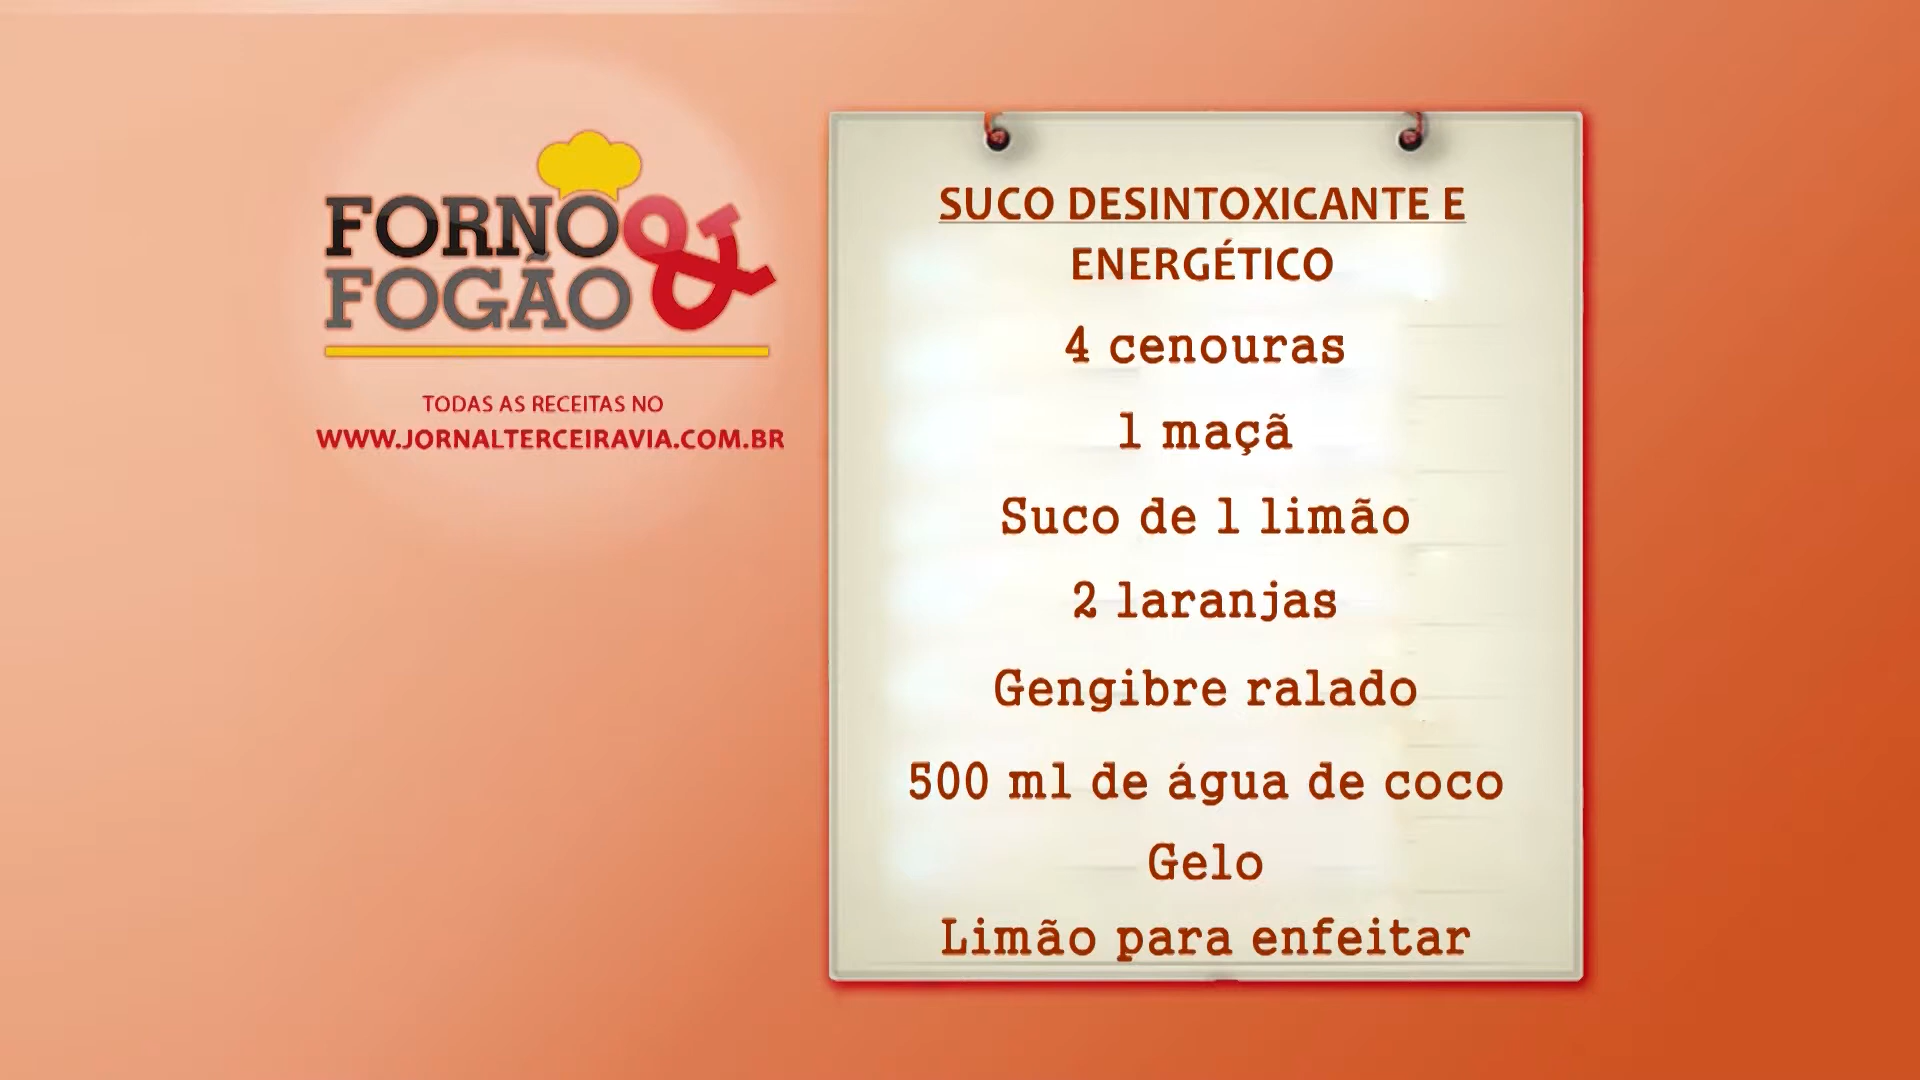 FORNO &
FOGÃO
TODAS AS RECEITAS NO
WWW.JORNALTERCEIRAVIA.COM.BR
SUCO DESINTOXICANTE E
ENERGÉTICO
4 cenouras
1 maçã
Suco de 1 limão
2 laranjas
Gengibre ralado
500 ml de água de coco
Gelo
Limão para enfeitar